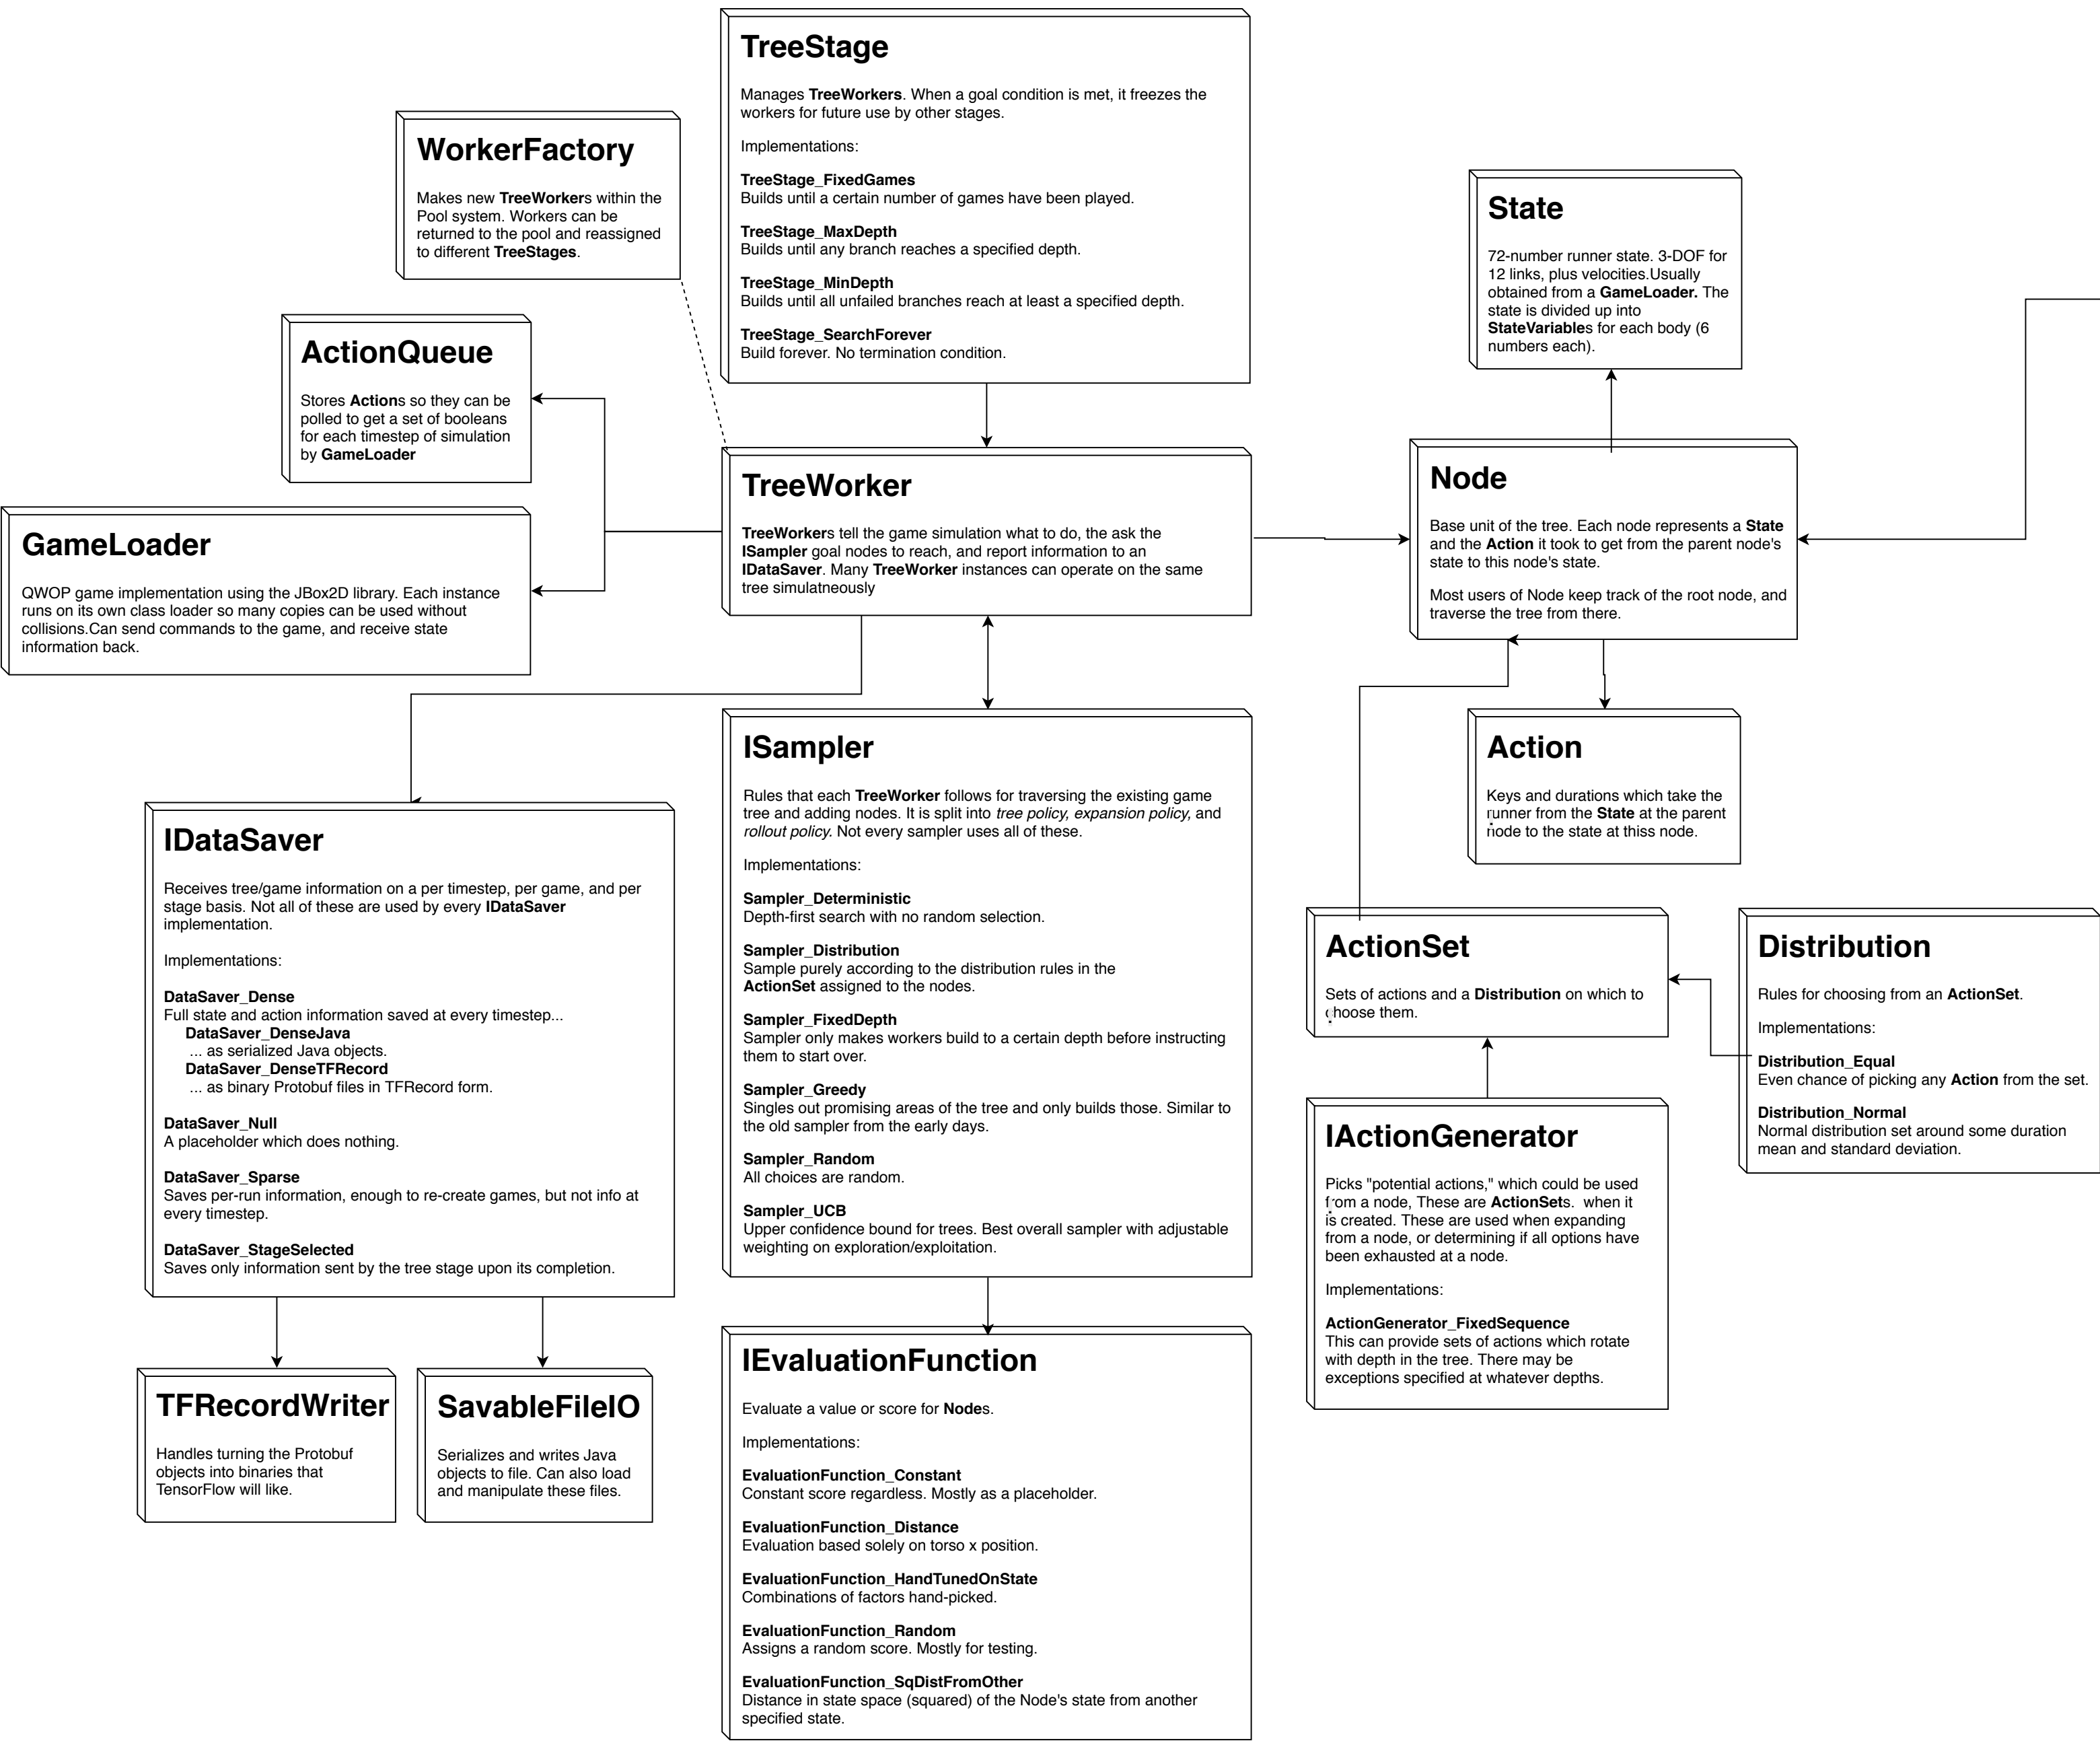 TreeStage
Manages TreeWorkers. When a goal condition is met, it freezes the
workers for future use by other stages.
Implementations:
TreeStage_FixedGames
Builds until a certain number of games have been played.
TreeStage_MaxDepth
Builds until any branch reaches a specified depth.
TreeStage_MinDepth
Builds until all unfailed branches reach at least a specified depth.
TreeStage_SearchForever
Build forever. No termination condition.
WorkerFactory
Makes new TreeWorkers within the
Pool system. Workers can be
returned to the pool and reassigned
to different TreeStages.
State
72-number runner state. 3-DOF for
12 links, plus velocities.Usually
obtained from a GameLoader. The
state is divided up into
StateVariables for each body (6
numbers each).
ActionQueue
Stores Actions so they can be
polled to get a set of booleans
for each timestep of simulation
by GameLoader
GameLoader
QWOP game implementation using the JBox2D library. Each instance
runs on its own class loader so many copies can be used without
collisions.Can send commands to the game, and receive state
information back.
TreeWorker
TreeWorkers tell the game simulation what to do, the ask the
ISampler goal nodes to reach, and report information to an
IDataSaver. Many TreeWorker instances can operate on the same
tree simulatneously
Node
Base unit of the tree. Each node represents a State
and the Action it took to get from the parent node's
state to this node's state.
Most users of Node keep track of the root node, and
traverse the tree from there.
ISampler
Rules that each TreeWorker follows for traversing the existing game
tree and adding nodes. It is split into tree policy, expansion policy, and
rollout policy. Not every sampler uses all of these.
Implementations:
Sampler_Deterministic
Depth-first search with no random selection.
Sampler_Distribution
Sample purely according to the distribution rules in the
ActionSet assigned to the nodes.
Sampler_FixedDepth
Sampler only makes workers build to a certain depth before instructing
them to start over.
Sampler_Greedy
Singles out promising areas of the tree and only builds those. Similar to
the old sampler from the early days.
Sampler_Random
All choices are random.
Sampler_UCB
Upper confidence bound for trees. Best overall sampler with adjustable
weighting on exploration/exploitation.
Action
Keys and durations which take the
runner from the State at the parent
node to the state at thiss node.
IDataSaver
Receives tree/game information on a per timestep, per game, and per
stage basis. Not all of these are used by every IDataSaver
implementation.
Implementations:
DataSaver_Dense
Full state and action information saved at every timestep...
DataSaver_DenseJava
... as serialized Java objects.
DataSaver_DenseTFRecord
... as binary Protobuf files in TFRecord form.
DataSaver_Null
A placeholder which does nothing.
DataSaver_Sparse
Saves per-run information, enough to re-create games, but not info at
every timestep.
DataSaver_StageSelected
Saves only information sent by the tree stage upon its completion.
ActionSet
Sets of actions and a Distribution on which to
choose them.
Distribution
Rules for choosing from an ActionSet.
Implementations:
Distribution_Equal
Even chance of picking any Action from the set.
Distribution_Normal
Normal distribution set around some duration
mean and standard deviation.
IActionGenerator
Picks "potential actions," which could be used
from a node, These are ActionSets.  when it
is created. These are used when expanding
from a node, or determining if all options have
been exhausted at a node.
Implementations:
ActionGenerator_FixedSequence
This can provide sets of actions which rotate
with depth in the tree. There may be
exceptions specified at whatever depths.
TFRecordWriter
Handles turning the Protobuf
objects into binaries that
TensorFlow will like.
SavableFileIO
Serializes and writes Java
objects to file. Can also load
and manipulate these files.
IEvaluationFunction
Evaluate a value or score for Nodes.
Implementations:
EvaluationFunction_Constant
Constant score regardless. Mostly as a placeholder.
EvaluationFunction_Distance
Evaluation based solely on torso x position.
EvaluationFunction_HandTunedOnState
Combinations of factors hand-picked.
EvaluationFunction_Random
Assigns a random score. Mostly for testing.
EvaluationFunction_SqDistFromOther
Distance in state space (squared) of the Node's state from another
specified state.